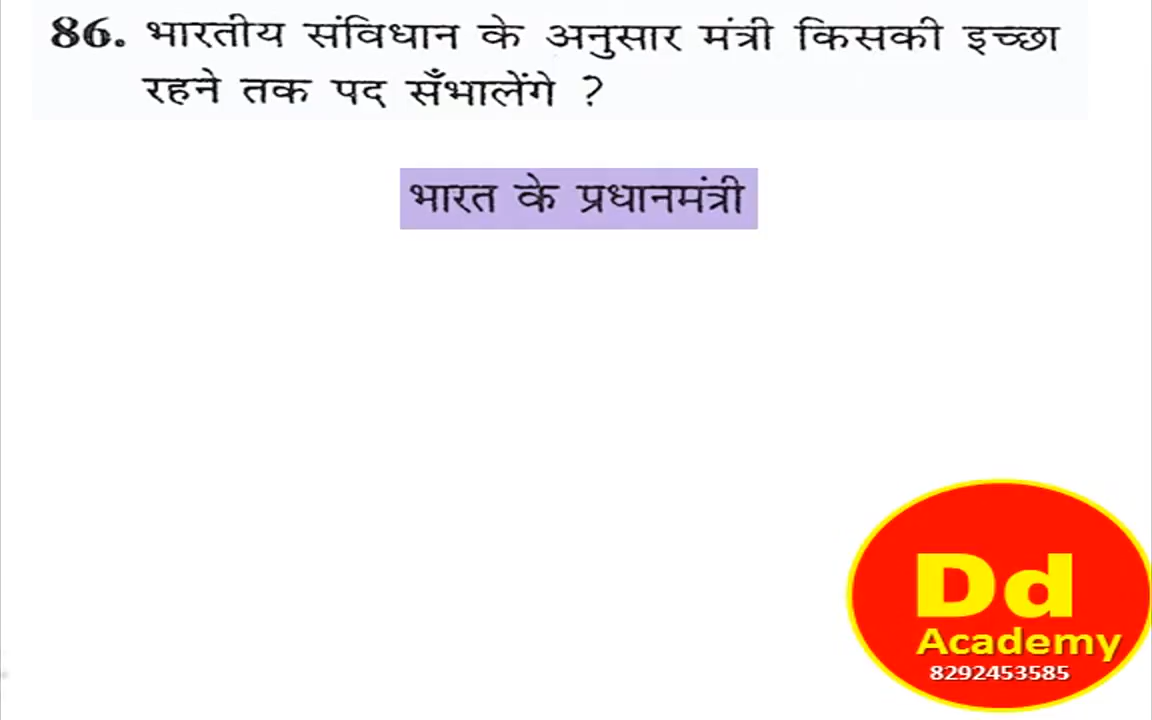 86. भारतीय संविधान के अनुसार मंत्री किसकी इच्छा
रहने तक पद सँभालेंगे ?
भारत के प्रधानमंत्री
Dd
Academy
8292453585